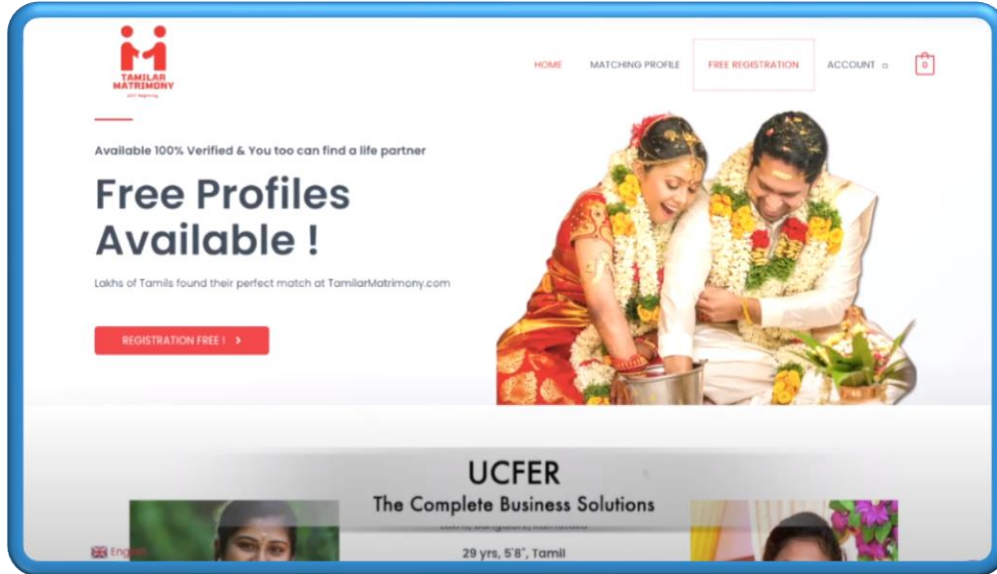 TAMILAR
MATRIMONY
HOME
MATCHING PROFILE
FREE REGISTRATION
ACCOUNT
0
Available 100% Verified & You too can find a life partner
Free Profiles
Available !
Lakhs of Tamils found their perfect match at TamilarMatrimony.com
REGISTRATION FREE !
UCFER
The Complete Business Solutions
29 yrs, 5'8", Tamil
English